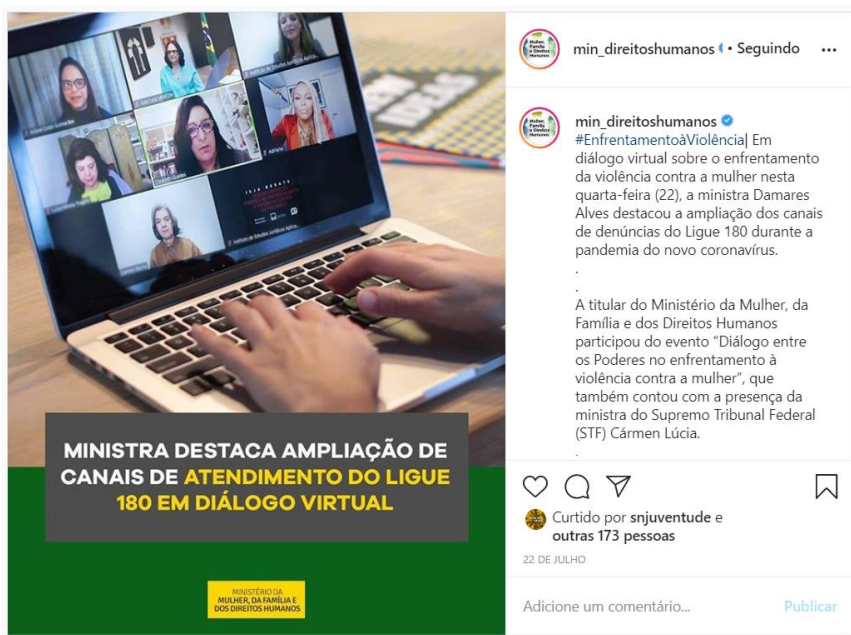 MINISTRA DESTACA AMPLIAÇÃO DE
CANAIS DE ATENDIMENTO DO LIGUE
180 EM DIÁLOGO VIRTUAL
MINISTÉRIO DA
MULHER, DA FAMÍLIA E
DOS DIREITOS HUMANOS
min_direitoshumanos • Seguindo
min_direitoshumanos
#EnfrentamentoàViolência| Em
diálogo virtual sobre o enfrentamento
da violência contra a mulher nesta
quarta-feira (22), a ministra Damares
Alves destacou a ampliação dos canais
de denúncias do Ligue 180 durante a
pandemia do novo coronavírus.
.
.
A titular do Ministério da Mulher, da
Família e dos Direitos Humanos
participou do evento “Diálogo entre
os Poderes no enfrentamento à
violência contra a mulher”, que
também contou com a presença da
ministra do Supremo Tribunal Federal
(STF) Cármen Lúcia.
.
Curtido por snjuventude e
outras 173 pessoas
22 DE JULHO
Adicione um comentário... Publicar